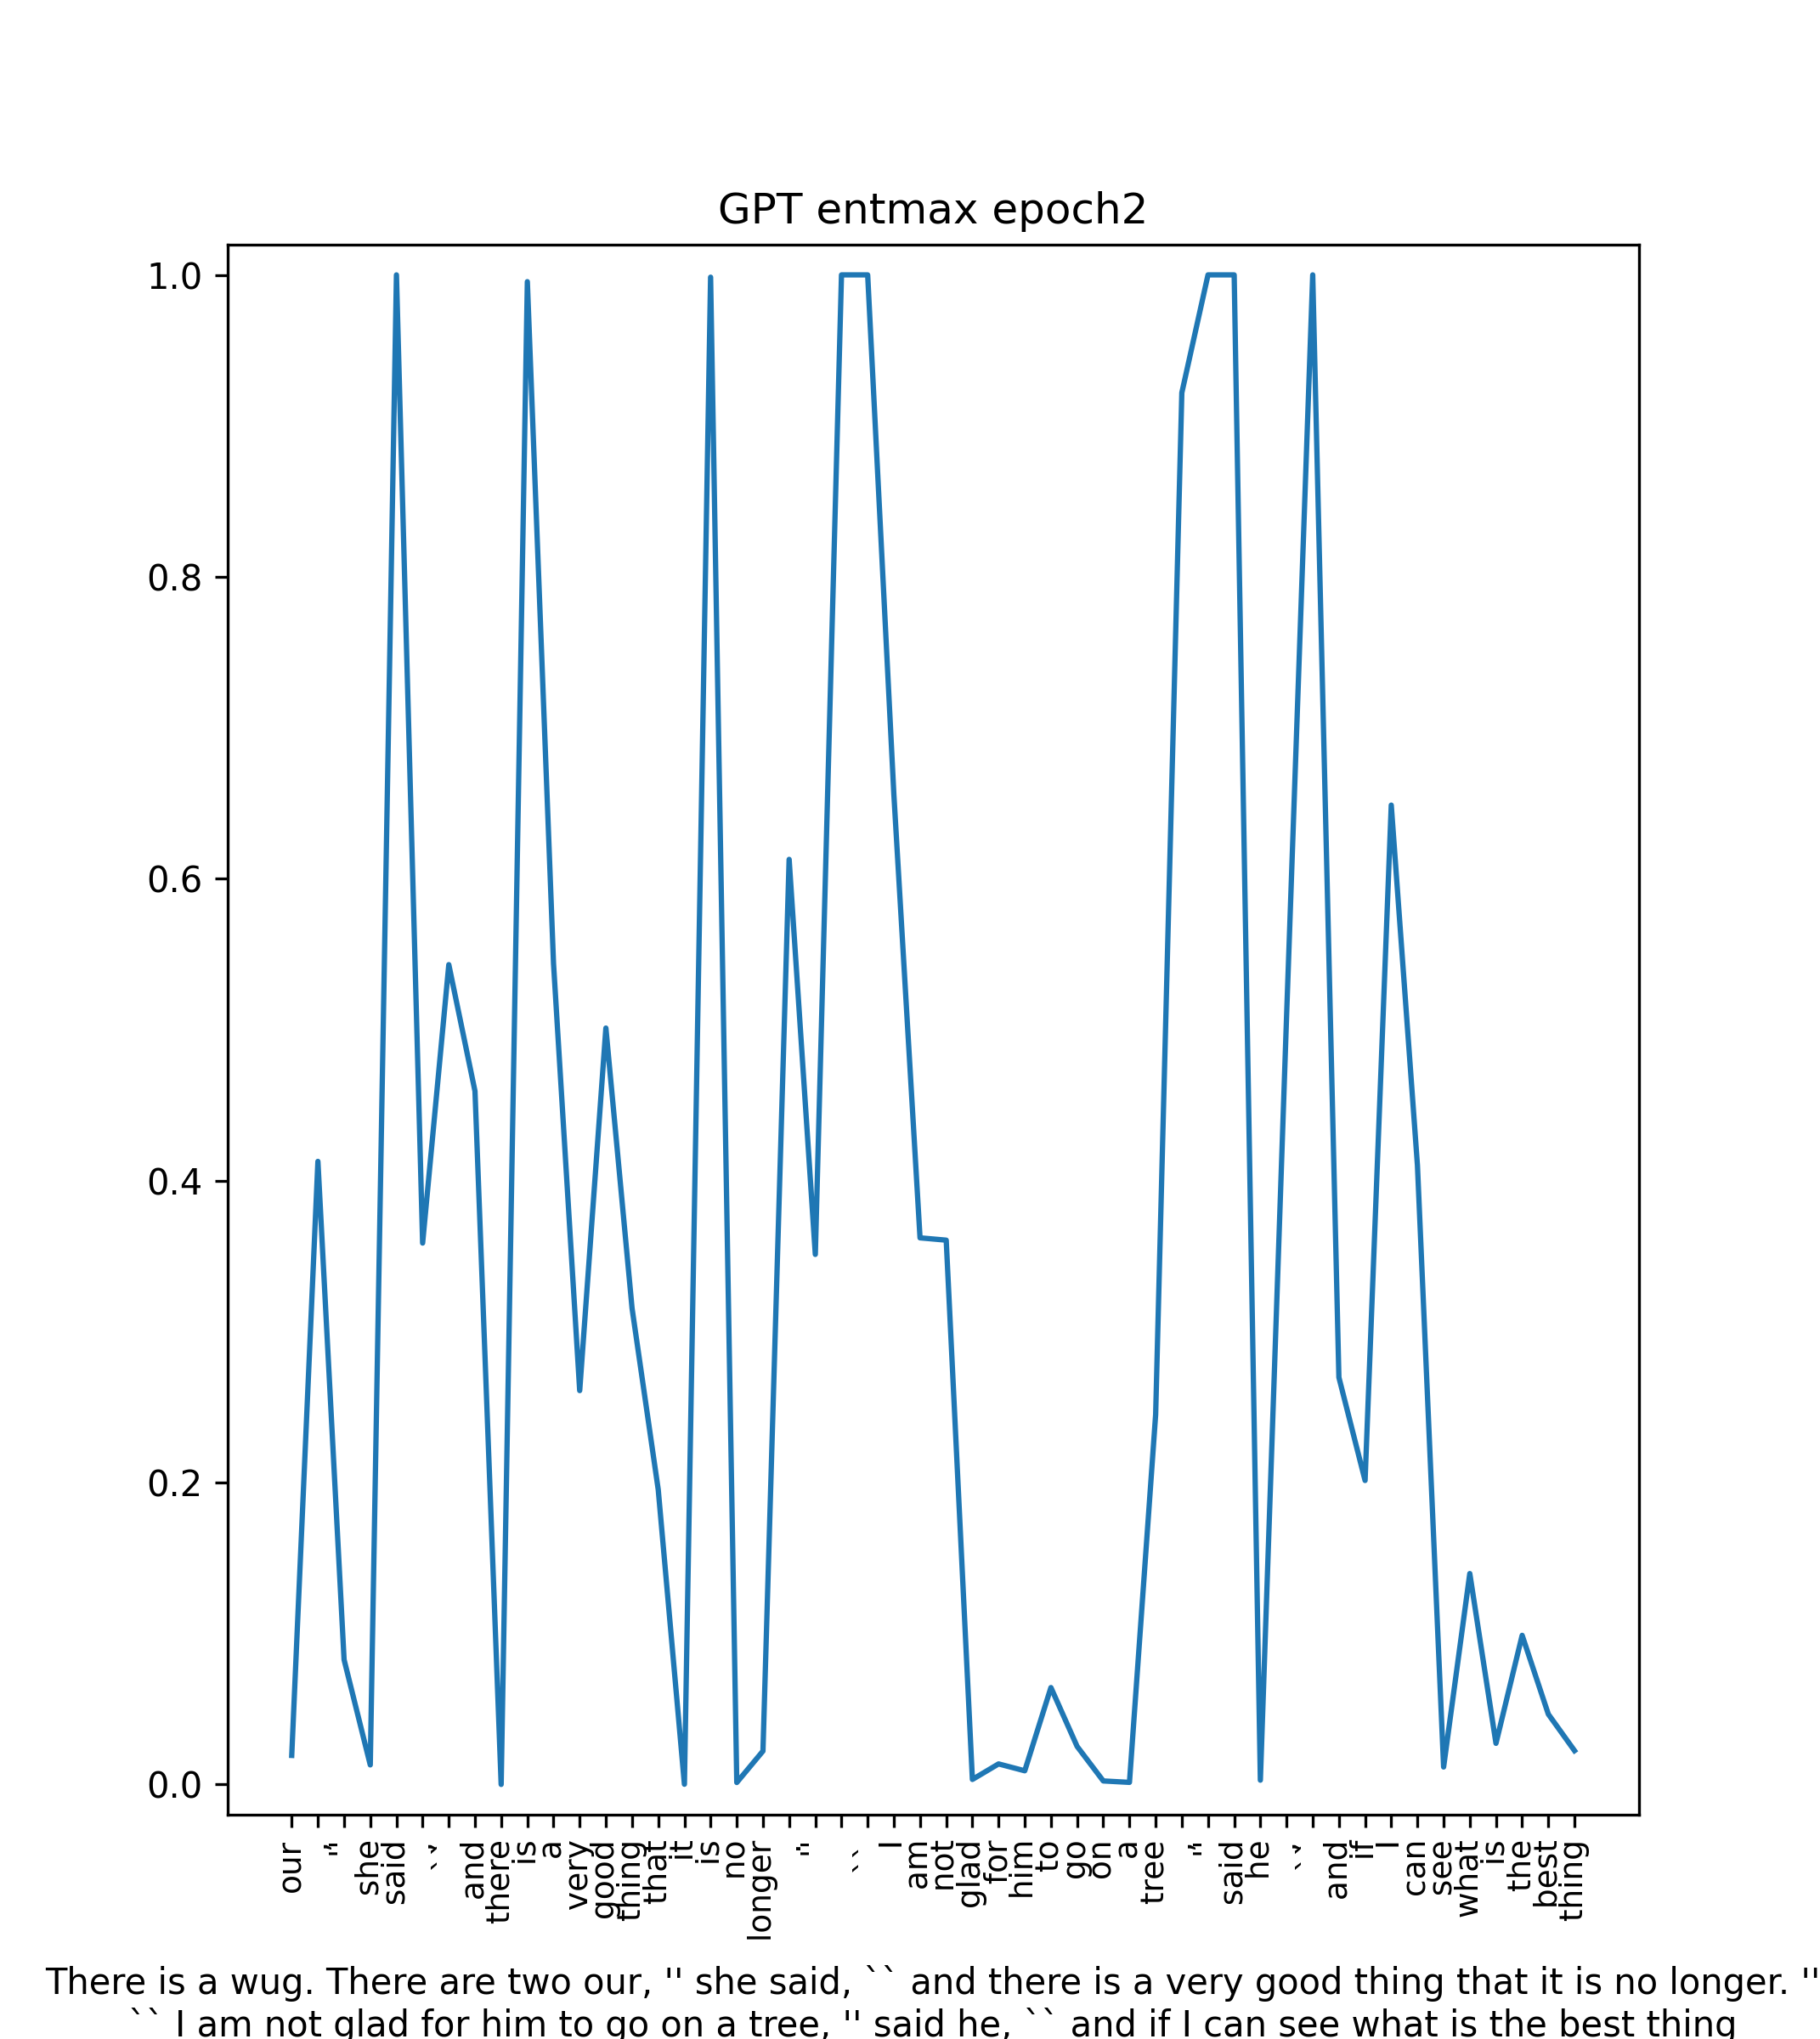 GPT entmax epoch2
1.0
0.8
0.6
0.4
0.2
0.0
our
,
''
she
said
,
``
and
there
is
a
very
good
thing
that
it
is
no
longer
.
''
``
I
am
not
glad
for
him
to
go
on
a
tree
,
''
said
he
,
``
and
if
I
can
see
what
is
the
best
thing
There is a wug. There are two our, '' she said, `` and there is a very good thing that it is no longer. ''
`` I am not glad for him to go on a tree, '' said he, `` and if I can see what is the best thing